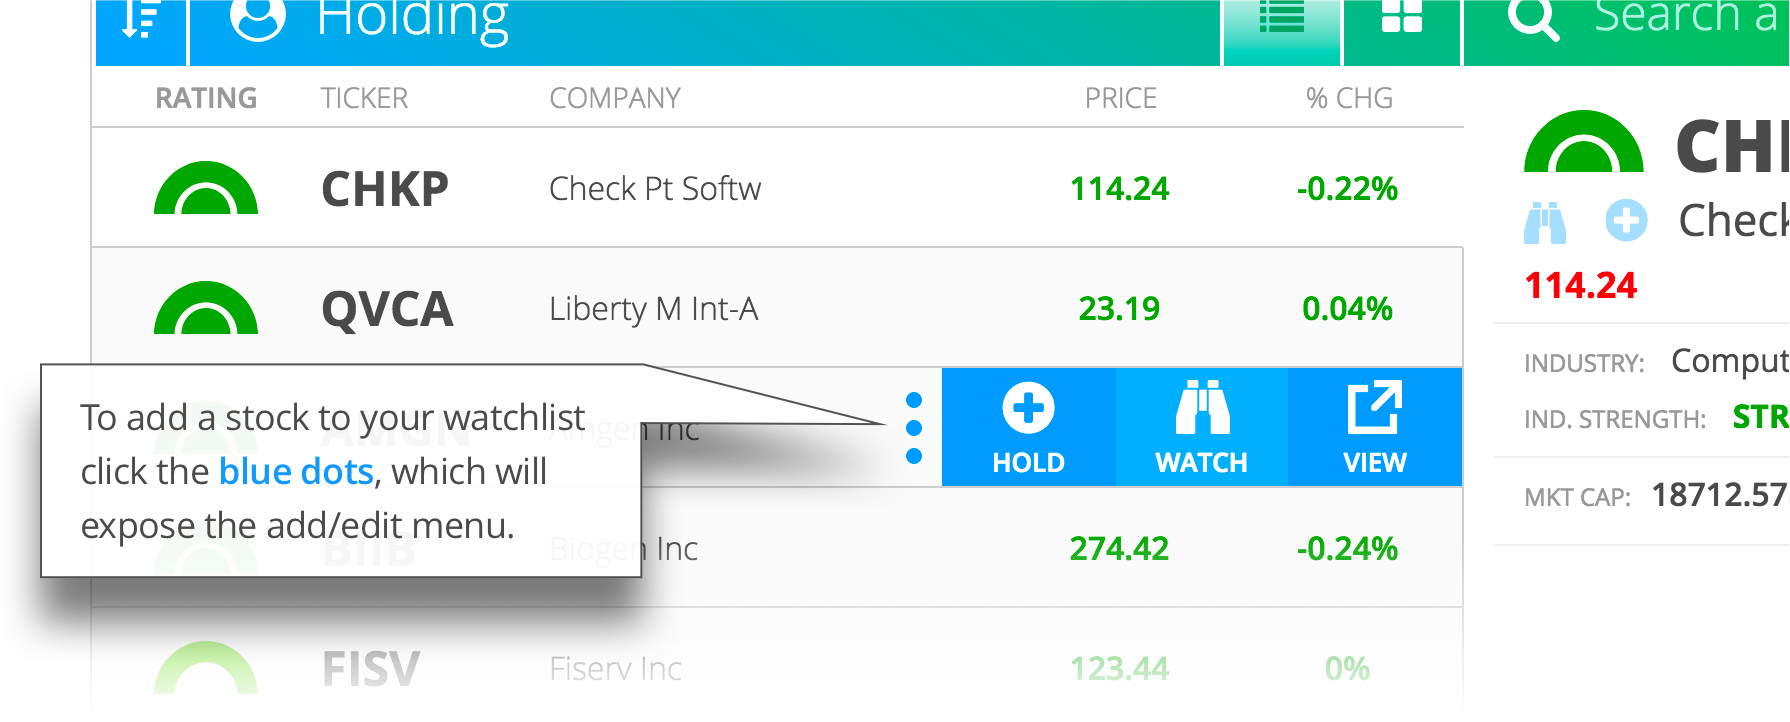 Holding
Search a
RATING TICKER COMPANY PRICE % CHG
CHKP Check Pt Softw 114.24 -0.22%
QVCA Liberty M Int-A 23.19 0.04%
AMGN Amgen Inc
HOLD WATCH VIEW
BIIB Biogen Inc 274.42 -0.24%
FISV Fiserv Inc 123.44 0%
To add a stock to your watchlist
click the blue dots, which will
expose the add/edit menu.
Check
114.24
INDUSTRY: Comput
IND. STRENGTH: STR
MKT CAP: 18712.57